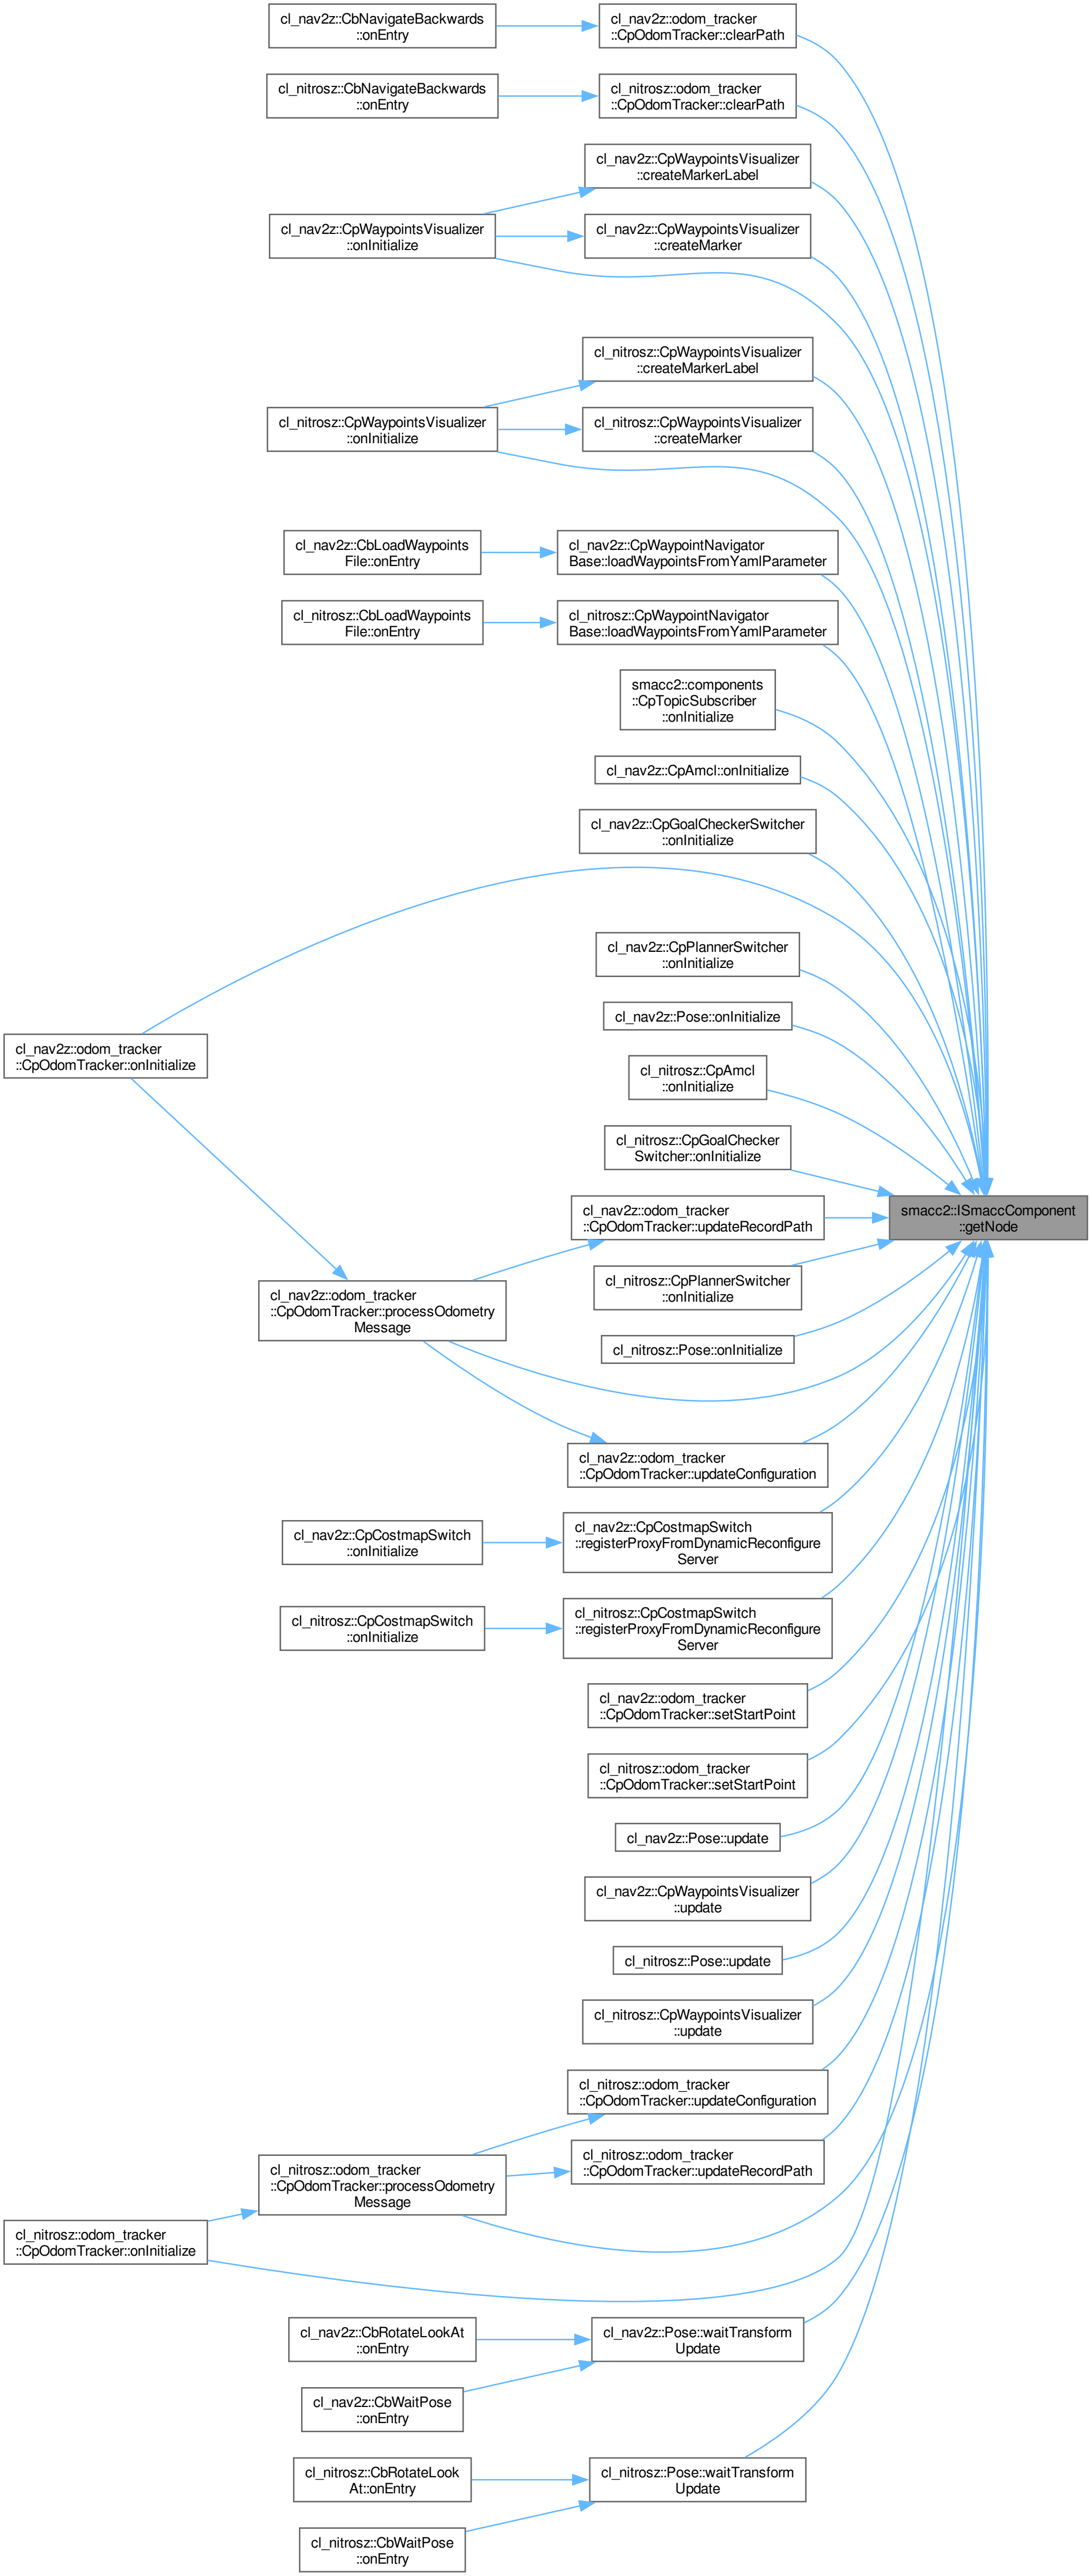 cl_nav2z::CbNavigateBackwards
::onEntry
cl_nav2z::odom_tracker
::CpOdomTracker::clearPath
cl_nitrosz::CbNavigateBackwards
::onEntry
cl_nitrosz::odom_tracker
::CpOdomTracker::clearPath
cl_nav2z::CpWaypointsVisualizer
::createMarkerLabel
cl_nav2z::CpWaypointsVisualizer
::onInitialize
cl_nav2z::CpWaypointsVisualizer
::createMarker
cl_nitrosz::CpWaypointsVisualizer
::createMarkerLabel
cl_nitrosz::CpWaypointsVisualizer
::onInitialize
cl_nitrosz::CpWaypointsVisualizer
::createMarker
cl_nav2z::CbLoadWaypoints
File::onEntry
cl_nav2z::CpWaypointNavigator
Base::loadWaypointsFromYamlParameter
cl_nitrosz::CbLoadWaypoints
File::onEntry
cl_nitrosz::CpWaypointNavigator
Base::loadWaypointsFromYamlParameter
smacc2::components
::CpTopicSubscriber
::onInitialize
cl_nav2z::CpAmcl::onInitialize
cl_nav2z::CpGoalCheckerSwitcher
::onInitialize
cl_nav2z::CpPlannerSwitcher
::onInitialize
cl_nav2z::Pose::onInitialize
cl_nav2z::odom_tracker
::CpOdomTracker::onInitialize
cl_nitrosz::CpAmcl
::onInitialize
cl_nitrosz::CpGoalChecker
Switcher::onInitialize
cl_nav2z::odom_tracker
::CpOdomTracker::updateRecordPath
smacc2::ISmaccComponent
::getNode
cl_nitrosz::CpPlannerSwitcher
::onInitialize
cl_nav2z::odom_tracker
::CpOdomTracker::processOdometry
Message
cl_nitrosz::Pose::onInitialize
cl_nav2z::odom_tracker
::CpOdomTracker::updateConfiguration
cl_nav2z::CpCostmapSwitch
::onInitialize
cl_nav2z::CpCostmapSwitch
::registerProxyFromDynamicReconfigure
Server
cl_nitrosz::CpCostmapSwitch
::onInitialize
cl_nitrosz::CpCostmapSwitch
::registerProxyFromDynamicReconfigure
Server
cl_nav2z::odom_tracker
::CpOdomTracker::setStartPoint
cl_nitrosz::odom_tracker
::CpOdomTracker::setStartPoint
cl_nav2z::Pose::update
cl_nav2z::CpWaypointsVisualizer
::update
cl_nitrosz::Pose::update
cl_nitrosz::CpWaypointsVisualizer
::update
cl_nitrosz::odom_tracker
::CpOdomTracker::updateConfiguration
cl_nitrosz::odom_tracker
::CpOdomTracker::updateRecordPath
cl_nitrosz::odom_tracker
::CpOdomTracker::processOdometry
Message
cl_nitrosz::odom_tracker
::CpOdomTracker::onInitialize
cl_nav2z::CbRotateLookAt
::onEntry
cl_nav2z::Pose::waitTransform
Update
cl_nav2z::CbWaitPose
::onEntry
cl_nitrosz::CbRotateLook
At::onEntry
cl_nitrosz::Pose::waitTransform
Update
cl_nitrosz::CbWaitPose
::onEntry